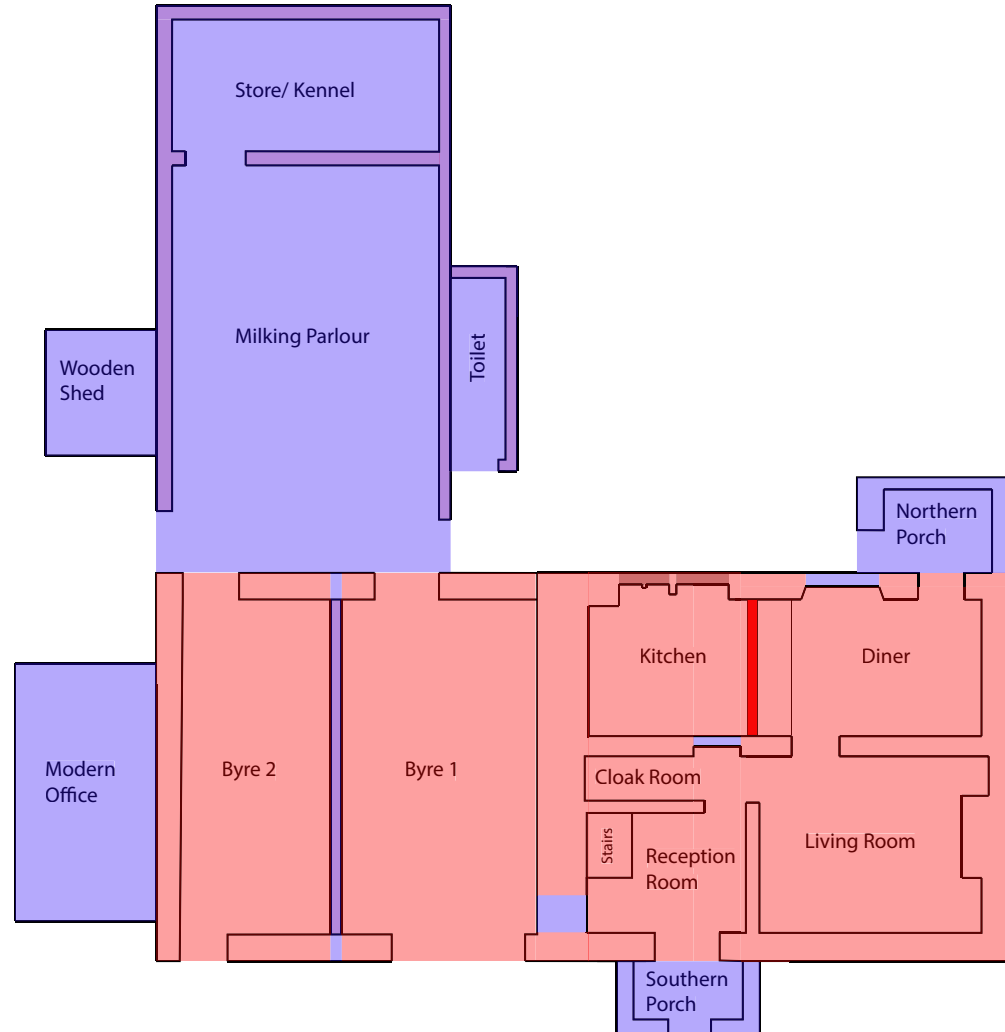 Store/ Kennel
Milking Parlour
Toilet
Wooden
Shed
Northern
Porch
Kitchen
Diner
Modern
Office
Byre 2
Byre 1
Cloak Room
Stairs
Reception
Room
Living Room
Southern
Porch